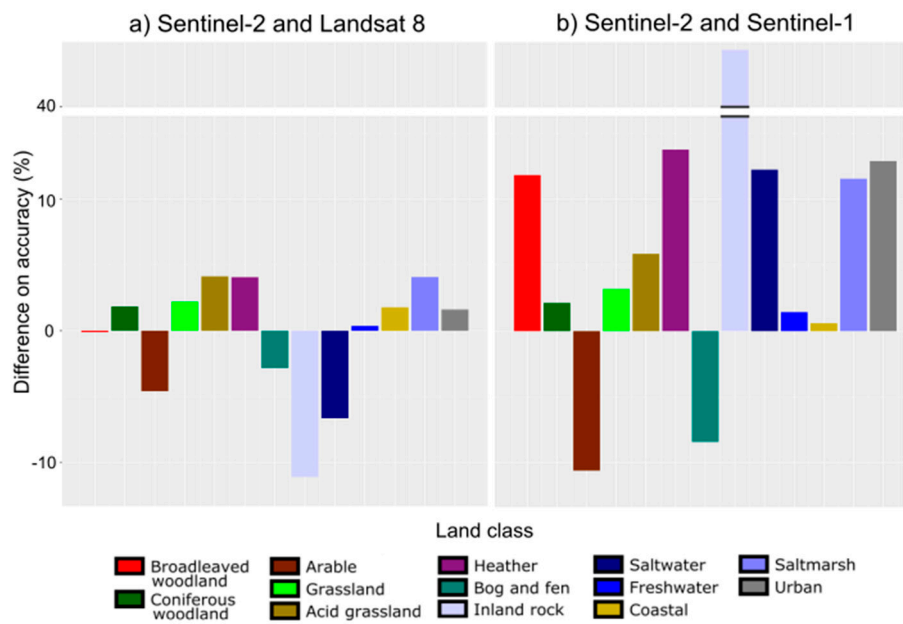 a) Sentinel-2 and Landsat 8
b) Sentinel-2 and Sentinel-1
Difference on accuracy (%)
40
10
0
-10
Land class
Broadleaved
woodland
Coniferous
woodland
Arable
Grassland
Acid grassland
Heather
Bog and fen
Inland rock
Saltwater
Freshwater
Coastal
Saltmarsh
Urban